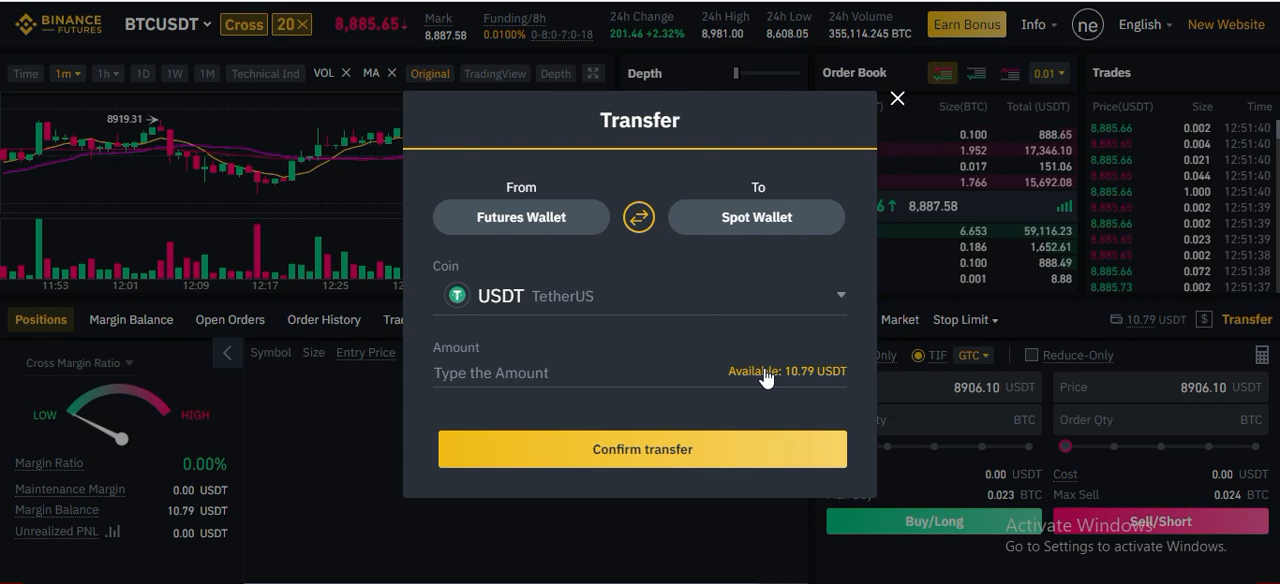 BINANCE FUTURES BTCUSDT Cross 20× 8,885.65↓ Mark 8,887.58 Funding/8h 0.0100% 0-8:0-7:0-18 24h Change 201.46 +2.32% 24h High 8,981.00 24h Low 8,608.05 24h Volume 355,114.245 BTC Earn Bonus Info ne English New Website
Time 1m 1h 1D 1W 1M Technical Ind VOL × MA × Original TradingView Depth
Depth
Order Book 0.01
Trades
8919.31
11:53 12:01 12:09 12:17 12:25
Transfer
From To
Futures Wallet Spot Wallet
Coin
USDT TetherUS
Amount
Type the Amount Available: 10.79 USDT
Confirm transfer
Size(BTC) Total (USDT)
0.100 888.65
1.952 17,346.10
0.017 151.06
1.766 15,692.08
6↑ 8,887.58
6.653 59,116.23
0.186 1,652.61
0.100 888.49
0.001 8.88
Price(USDT) Size Time
8,885.66 0.002 12:51:40
8,885.65 0.004 12:51:40
8,885.66 0.021 12:51:40
8,885.65 0.044 12:51:40
8,885.66 1.000 12:51:40
8,885.65 0.002 12:51:39
8,885.66 0.002 12:51:39
8,885.65 0.023 12:51:39
8,885.65 0.002 12:51:38
8,885.66 0.072 12:51:38
8,885.73 0.002 12:51:37
Positions Margin Balance Open Orders Order History
Symbol Size Entry Price
Cross Margin Ratio
LOW HIGH
Margin Ratio 0.00%
Maintenance Margin 0.00 USDT
Margin Balance 10.79 USDT
Unrealized PNL 0.00 USDT
Market Stop Limit 10.79 USDT $ Transfer
TIF GTC Reduce-Only
8906.10 USDT Price 8906.10 USDT
BTC Order Qty BTC
0.00 USDT Cost 0.00 USDT
0.023 BTC Max Sell 0.024 BTC
Buy/Long Sell/Short
Activate Windows
Go to Settings to activate Windows.